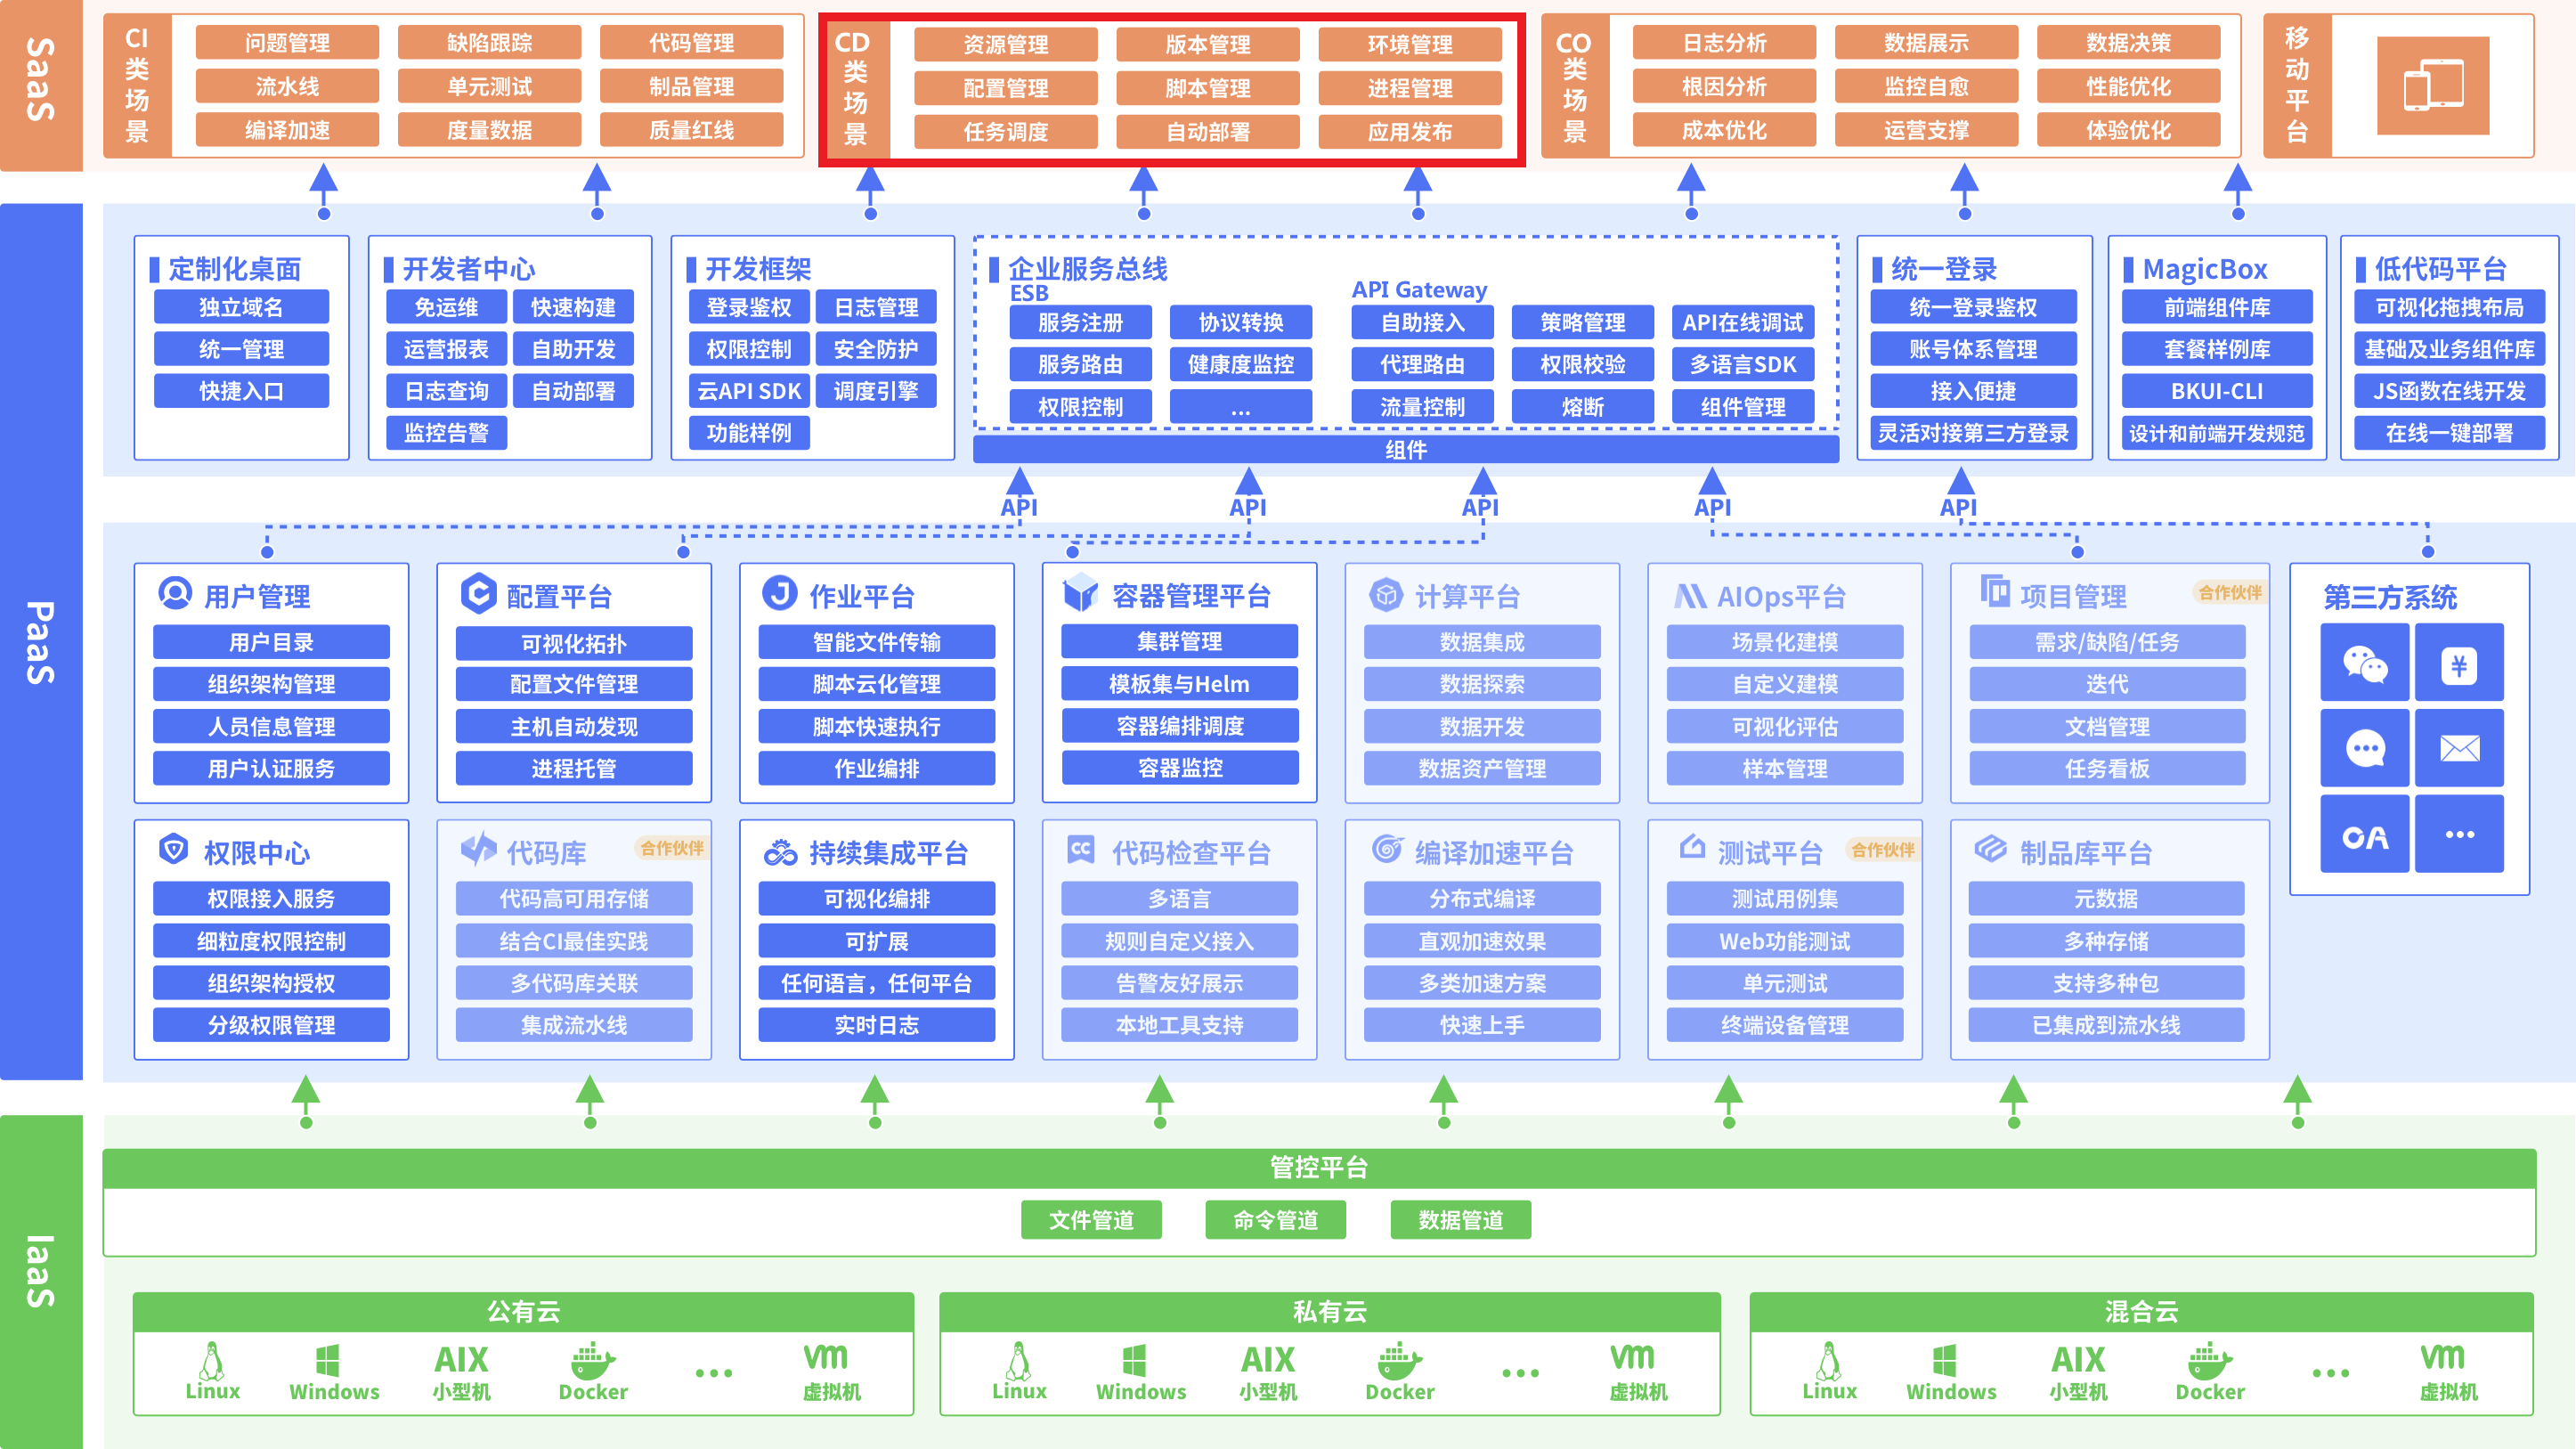 SaaS
CI类场景
问题管理
缺陷跟踪
代码管理
流水线
单元测试
制品管理
编译加速
度量数据
质量红线
CD类场景
资源管理
版本管理
环境管理
配置管理
脚本管理
进程管理
任务调度
自动部署
应用发布
CO类场景
日志分析
数据展示
数据决策
根因分析
监控自愈
性能优化
成本优化
运营支撑
体验优化
移动平台
PaaS
定制化桌面
独立域名
统一管理
快捷入口
开发者中心
免运维
快速构建
运营报表
自助开发
日志查询
自动部署
监控告警
开发框架
登录鉴权
日志管理
权限控制
安全防护
云API SDK
调度引擎
功能样例
企业服务总线
ESB
服务注册
协议转换
服务路由
健康度监控
权限控制
...
API Gateway
自助接入
策略管理
API在线调试
代理路由
权限校验
多语言SDK
流量控制
熔断
组件管理
组件
统一登录
统一登录鉴权
账号体系管理
接入便捷
灵活对接第三方登录
MagicBox
前端组件库
套餐样例库
BKUI-CLI
设计和前端开发规范
低代码平台
可视化拖拽布局
基础及业务组件库
JS函数在线开发
在线一键部署
API
API
API
API
API
用户管理
用户目录
组织架构管理
人员信息管理
用户认证服务
配置平台
可视化拓扑
配置文件管理
主机自动发现
进程托管
作业平台
智能文件传输
脚本云化管理
脚本快速执行
作业编排
容器管理平台
集群管理
模板集与Helm
容器编排调度
容器监控
计算平台
数据集成
数据探索
数据开发
数据资产管理
AIOps平台
场景化建模
自定义建模
可视化评估
样本管理
项目管理
合作伙伴
需求/缺陷/任务
迭代
文档管理
任务看板
第三方系统
¥
OA
...
权限中心
权限接入服务
细粒度权限控制
组织架构授权
分级权限管理
代码库
合作伙伴
代码高可用存储
结合CI最佳实践
多代码库关联
集成流水线
持续集成平台
可视化编排
可扩展
任何语言，任何平台
实时日志
CC
代码检查平台
多语言
规则自定义接入
告警友好展示
本地工具支持
编译加速平台
分布式编译
直观加速效果
多类加速方案
快速上手
测试平台
合作伙伴
测试用例集
Web功能测试
单元测试
终端设备管理
制品库平台
元数据
多种存储
支持多种包
已集成到流水线
IaaS
管控平台
文件管道
命令管道
数据管道
公有云
Linux
Windows
AIX
小型机
Docker
...
vm
虚拟机
私有云
Linux
Windows
AIX
小型机
Docker
...
vm
虚拟机
混合云
Linux
Windows
AIX
小型机
Docker
...
vm
虚拟机